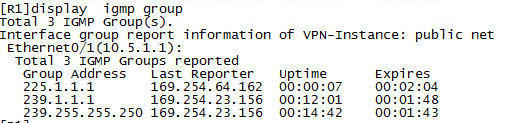 [R1]display  igmp group
Total 3 IGMP Group(s).
Interface group report information of VPN-Instance: public net
 Ethernet0/1(10.5.1.1):
  Total 3 IGMP Groups reported
   Group Address   Last Reporter   Uptime      Expires
   225.1.1.1       169.254.64.162  00:00:07    00:02:04
   239.1.1.1       169.254.23.156  00:12:01    00:01:48
   239.255.255.250 169.254.23.156  00:14:42    00:01:43